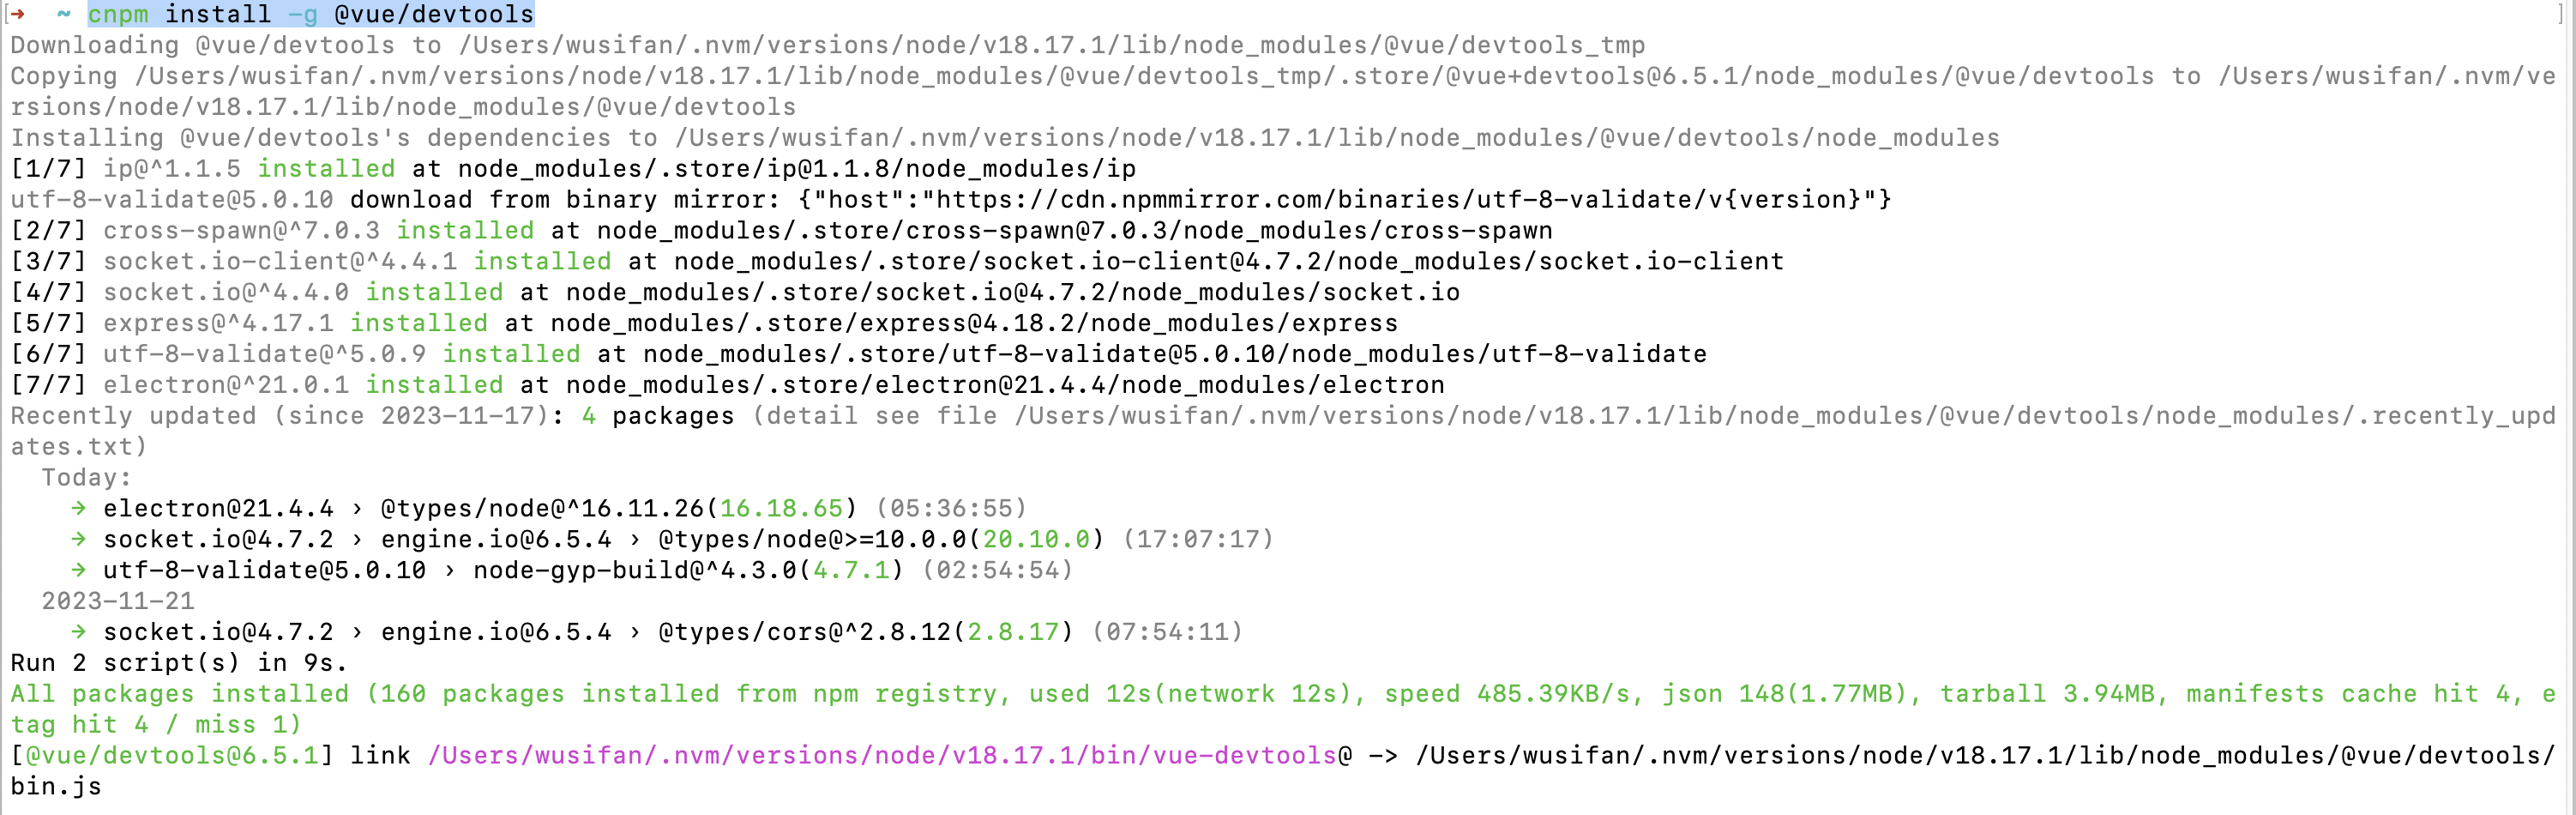 [➜  ~ cnpm install -g @vue/devtools ]
Downloading @vue/devtools to /Users/wusifan/.nvm/versions/node/v18.17.1/lib/node_modules/@vue/devtools_tmp
Copying /Users/wusifan/.nvm/versions/node/v18.17.1/lib/node_modules/@vue/devtools_tmp/.store/@vue+devtools@6.5.1/node_modules/@vue/devtools to /Users/wusifan/.nvm/ve
rsions/node/v18.17.1/lib/node_modules/@vue/devtools
Installing @vue/devtools's dependencies to /Users/wusifan/.nvm/versions/node/v18.17.1/lib/node_modules/@vue/devtools/node_modules
[1/7] ip@^1.1.5 installed at node_modules/.store/ip@1.1.8/node_modules/ip
utf-8-validate@5.0.10 download from binary mirror: {"host":"https://cdn.npmmirror.com/binaries/utf-8-validate/v{version}"}
[2/7] cross-spawn@^7.0.3 installed at node_modules/.store/cross-spawn@7.0.3/node_modules/cross-spawn
[3/7] socket.io-client@^4.4.1 installed at node_modules/.store/socket.io-client@4.7.2/node_modules/socket.io-client
[4/7] socket.io@^4.4.0 installed at node_modules/.store/socket.io@4.7.2/node_modules/socket.io
[5/7] express@^4.17.1 installed at node_modules/.store/express@4.18.2/node_modules/express
[6/7] utf-8-validate@^5.0.9 installed at node_modules/.store/utf-8-validate@5.0.10/node_modules/utf-8-validate
[7/7] electron@^21.0.1 installed at node_modules/.store/electron@21.4.4/node_modules/electron
Recently updated (since 2023-11-17): 4 packages (detail see file /Users/wusifan/.nvm/versions/node/v18.17.1/lib/node_modules/@vue/devtools/node_modules/.recently_upd
ates.txt)
  Today:
    → electron@21.4.4 › @types/node@^16.11.26(16.18.65) (05:36:55)
    → socket.io@4.7.2 › engine.io@6.5.4 › @types/node@>=10.0.0(20.10.0) (17:07:17)
    → utf-8-validate@5.0.10 › node-gyp-build@^4.3.0(4.7.1) (02:54:54)
  2023-11-21
    → socket.io@4.7.2 › engine.io@6.5.4 › @types/cors@^2.8.12(2.8.17) (07:54:11)
Run 2 script(s) in 9s.
All packages installed (160 packages installed from npm registry, used 12s(network 12s), speed 485.39KB/s, json 148(1.77MB), tarball 3.94MB, manifests cache hit 4, e
tag hit 4 / miss 1)
[@vue/devtools@6.5.1] link /Users/wusifan/.nvm/versions/node/v18.17.1/bin/vue-devtools@ -> /Users/wusifan/.nvm/versions/node/v18.17.1/lib/node_modules/@vue/devtools/
bin.js